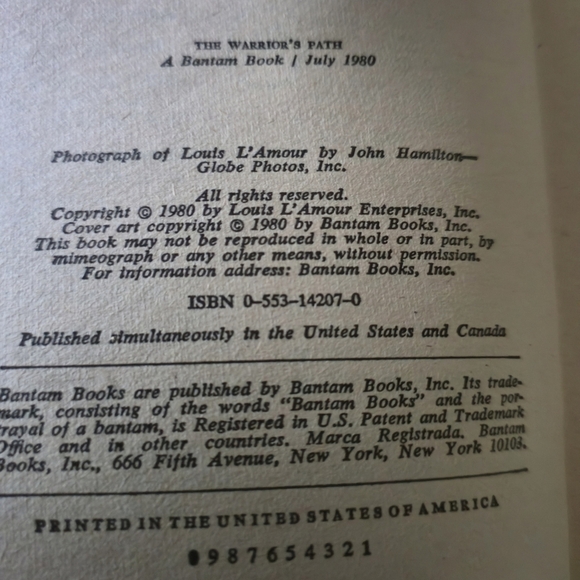 THE WARRIOR'S PATH
A Bantam Book / July 1980
Photograph of Louis L'Amour by John Hamilton—
Globe Photos, Inc.
All rights reserved.
Copyright © 1980 by Louis L'Amour Enterprises, Inc.
Cover art copyright © 1980 by Bantam Books, Inc.
This book may not be reproduced in whole or in part, by
mimeograph or any other means, without permission.
For information address: Bantam Books, Inc.
ISBN 0-553-14207-0
Published simultaneously in the United States and Canada
Bantam Books are published by Bantam Books, Inc. Its trade-
mark, consisting of the words "Bantam Books" and the por-
trayal of a bantam, is Registered in U.S. Patent and Trademark
Office and in other countries. Marca Registrada. Bantam
Books, Inc., 666 Fifth Avenue, New York, New York 10103.
PRINTED IN THE UNITED STATES OF AMERICA
0 9 8 7 6 5 4 3 2 1